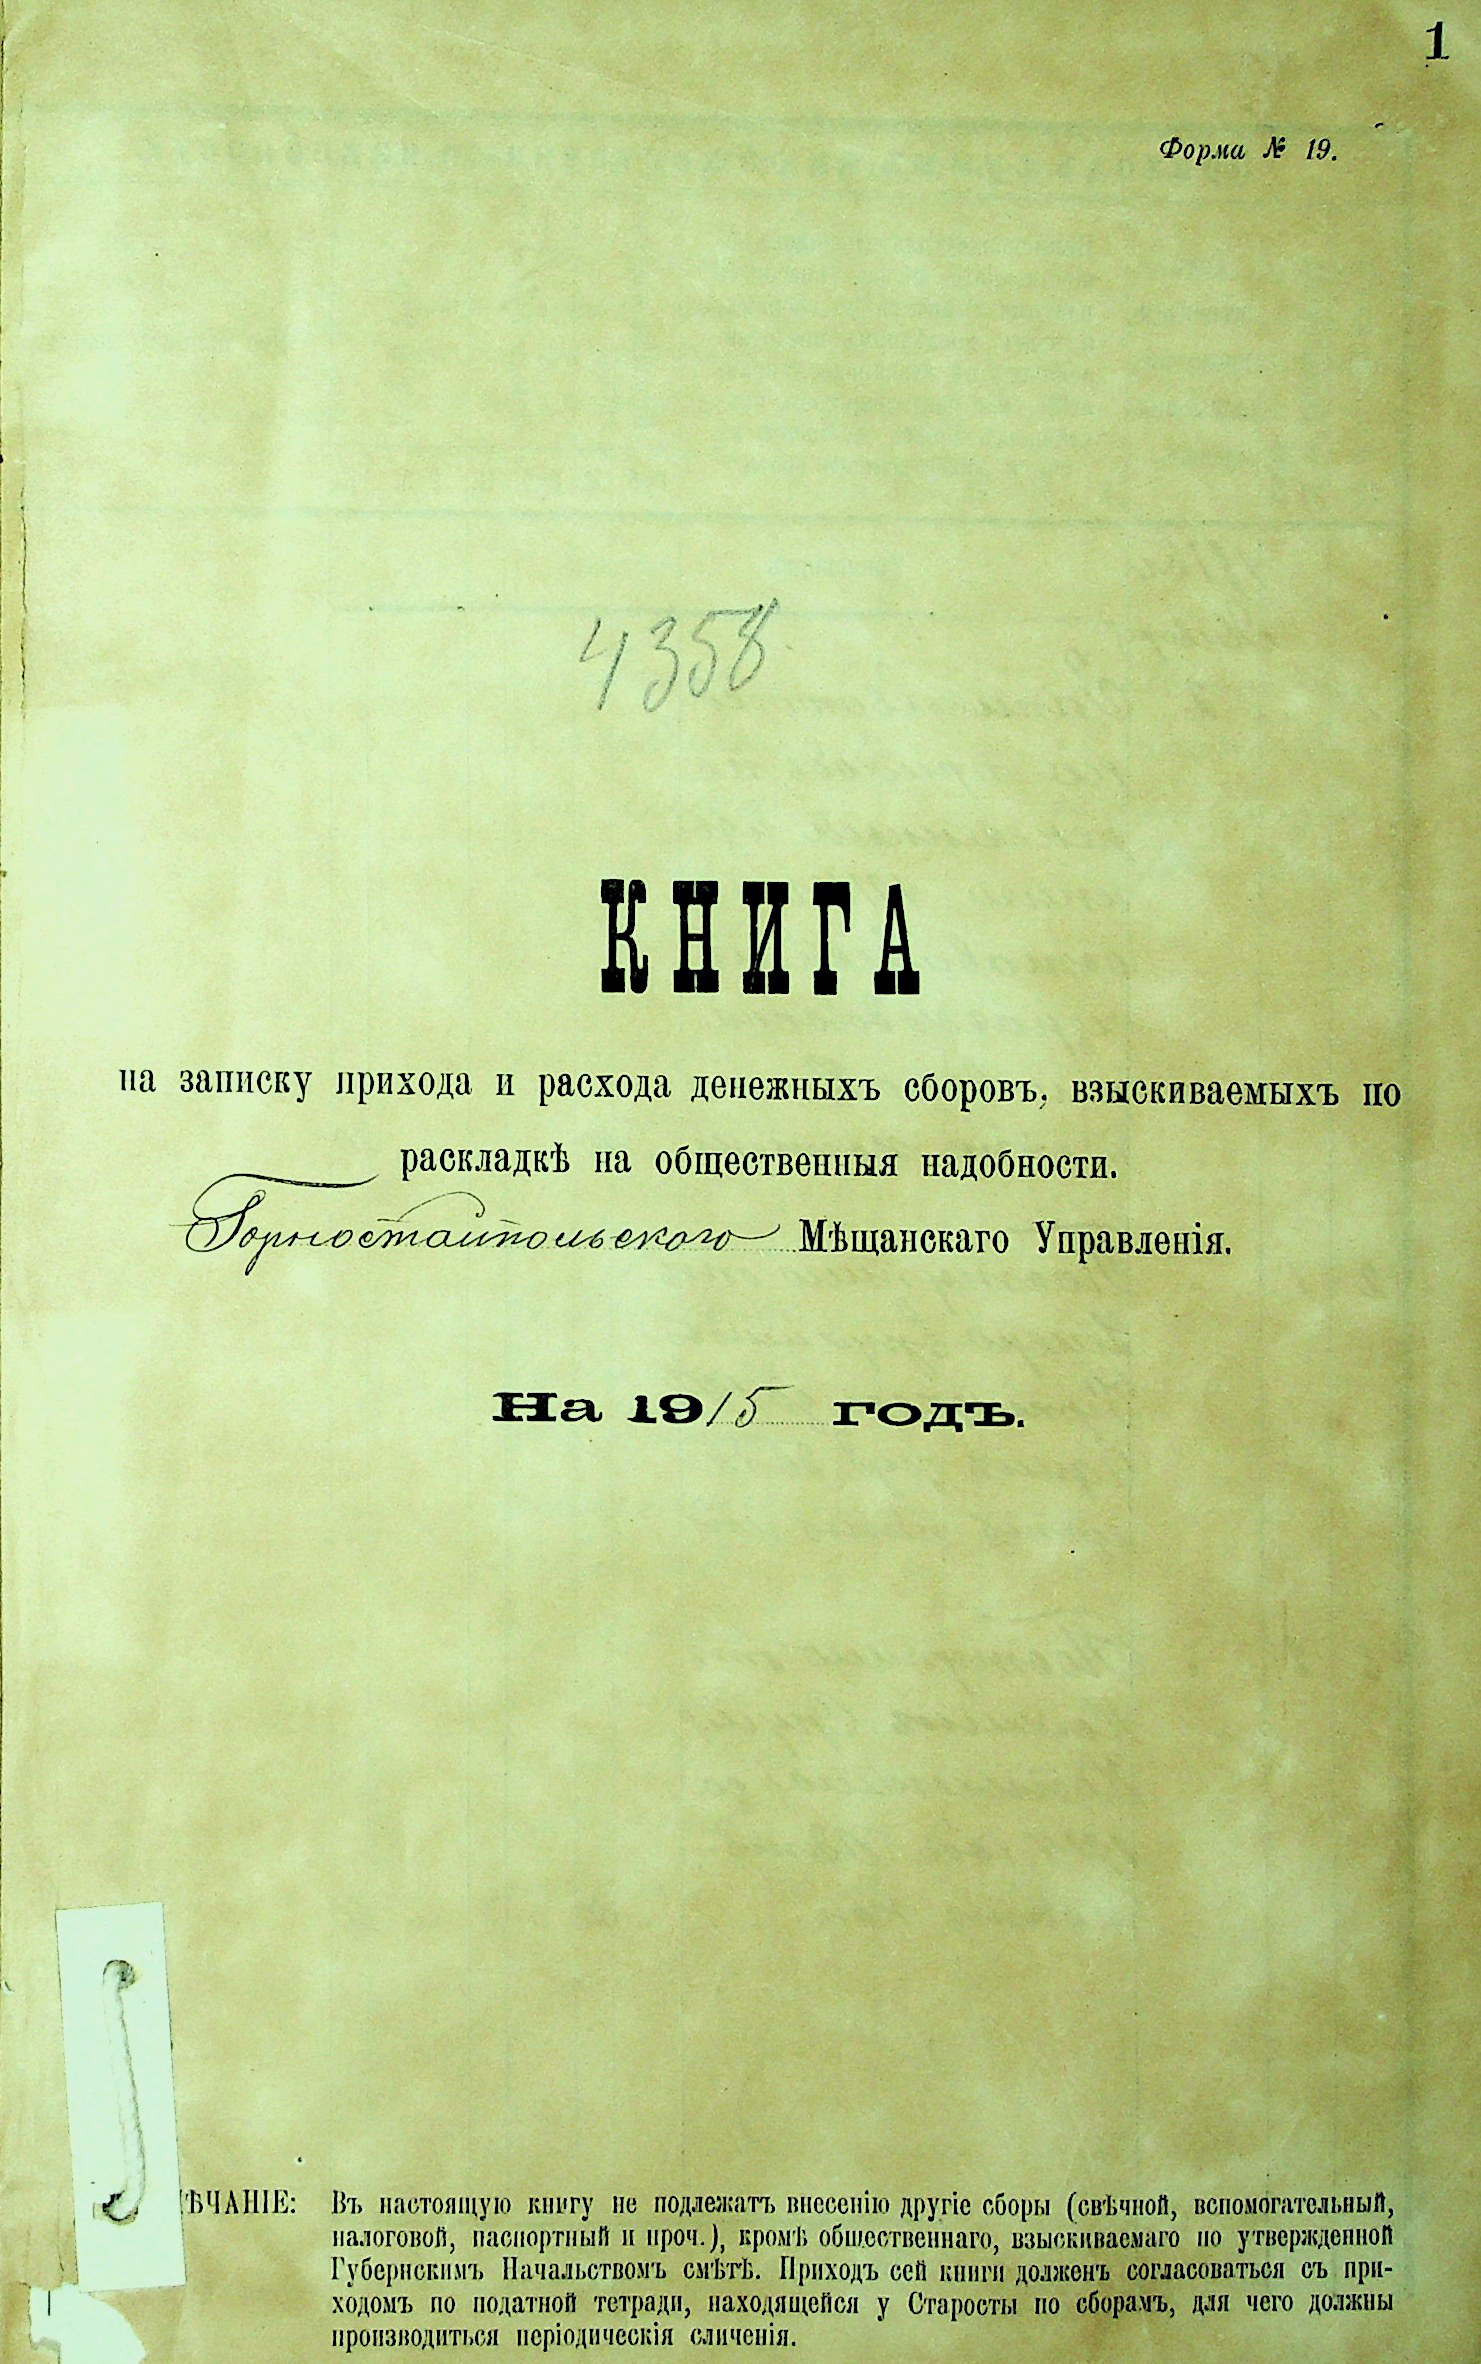 1
Форма № 19.
4358
КНИГА
на записку прихода и расхода денежныхъ сборовъ, взыскиваемыхъ по
раскладкѣ на общественныя надобности.
Горностайпольского Мѣщанскаго Управленія.
На 1915 годъ.
ѢЧАНІЕ: Въ настоящую книгу не подлежатъ внесенію другіе сборы (свѣчной, вспомогательный,
налоговой, паспортный и проч.), кромѣ общественнаго, взыскиваемаго по утвержденной
Губернскимъ Начальствомъ смѣтѣ. Приходъ сей книги долженъ согласоваться съ при-
ходомъ по податной тетради, находящейся у Старосты по сборамъ, для чего должны
производиться періодическія сличенія.